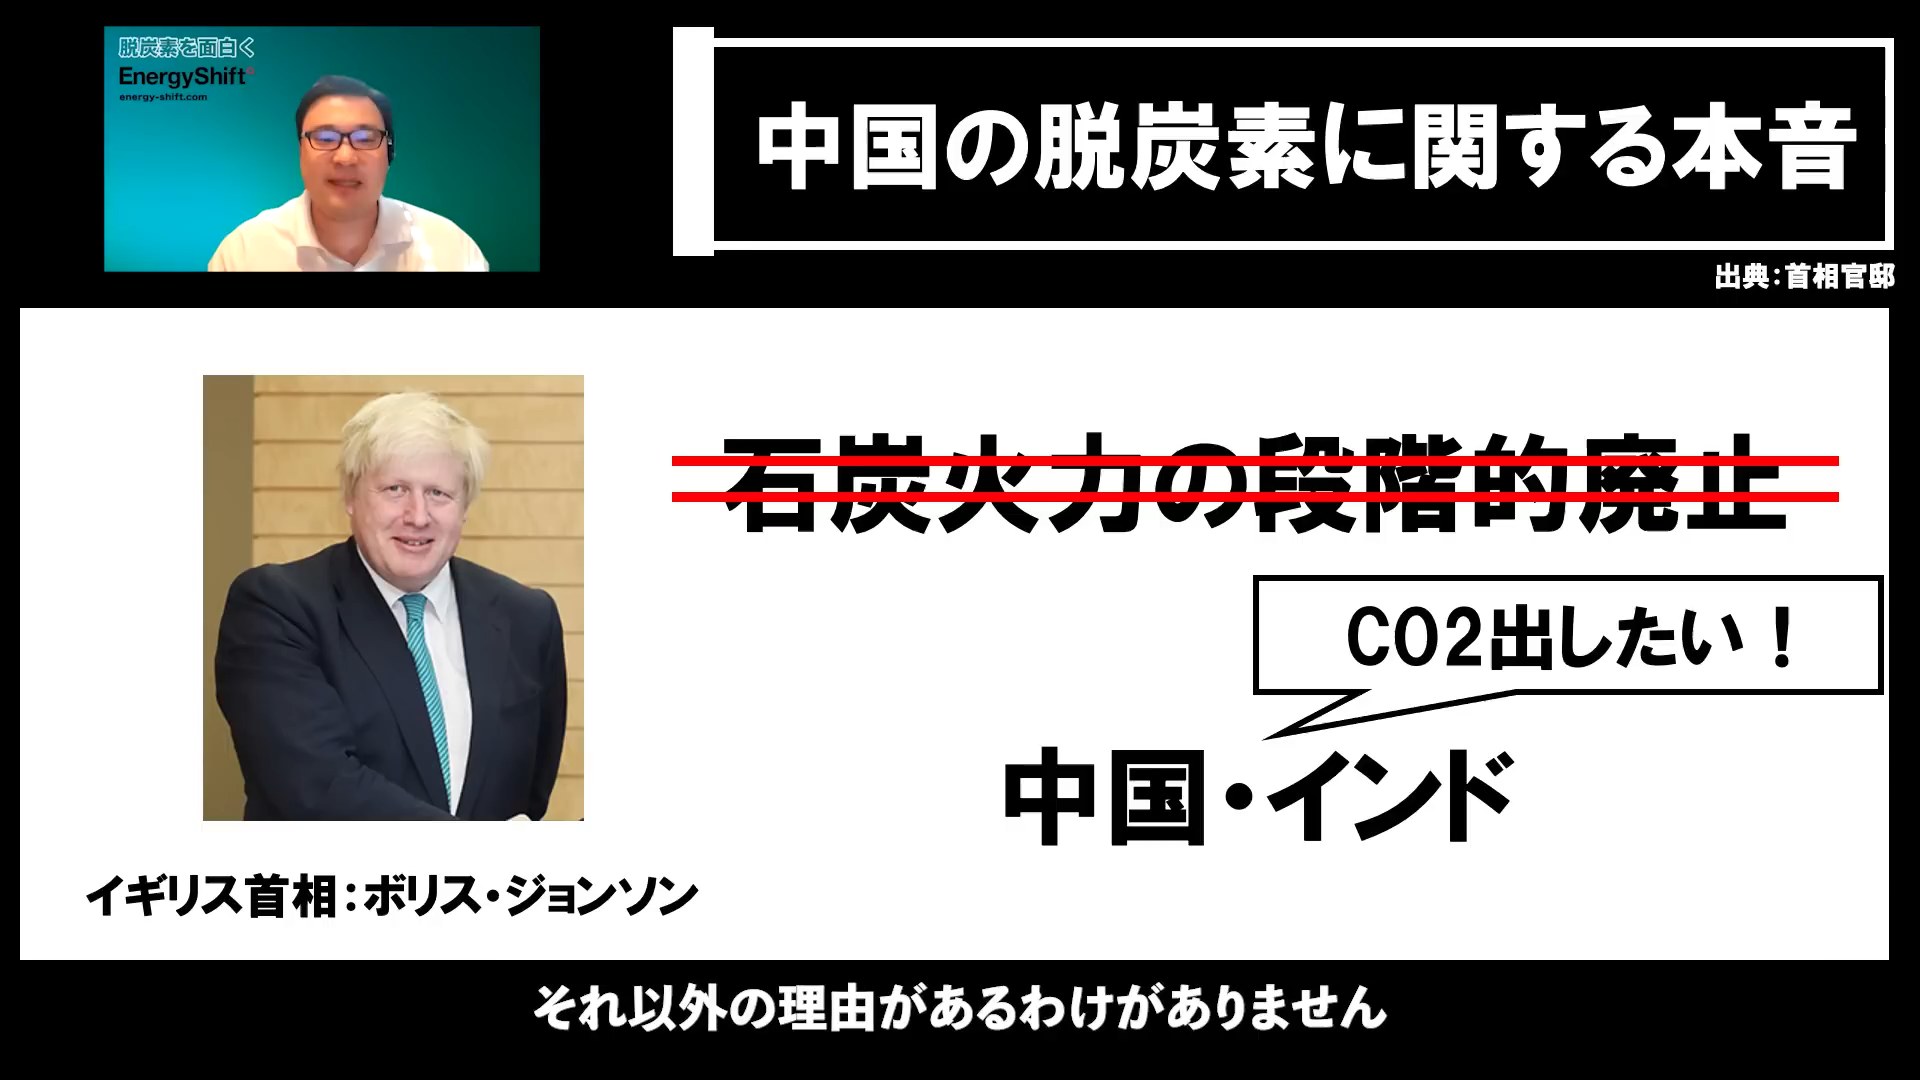 脱炭素を面白く
EnergyShift
energy-shift.com
中国の脱炭素に関する本音
出典:首相官邸
石炭火力の段階的廃止
CO2出したい!
中国・インド
イギリス首相:ボリス・ジョンソン
それ以外の理由があるわけがありません